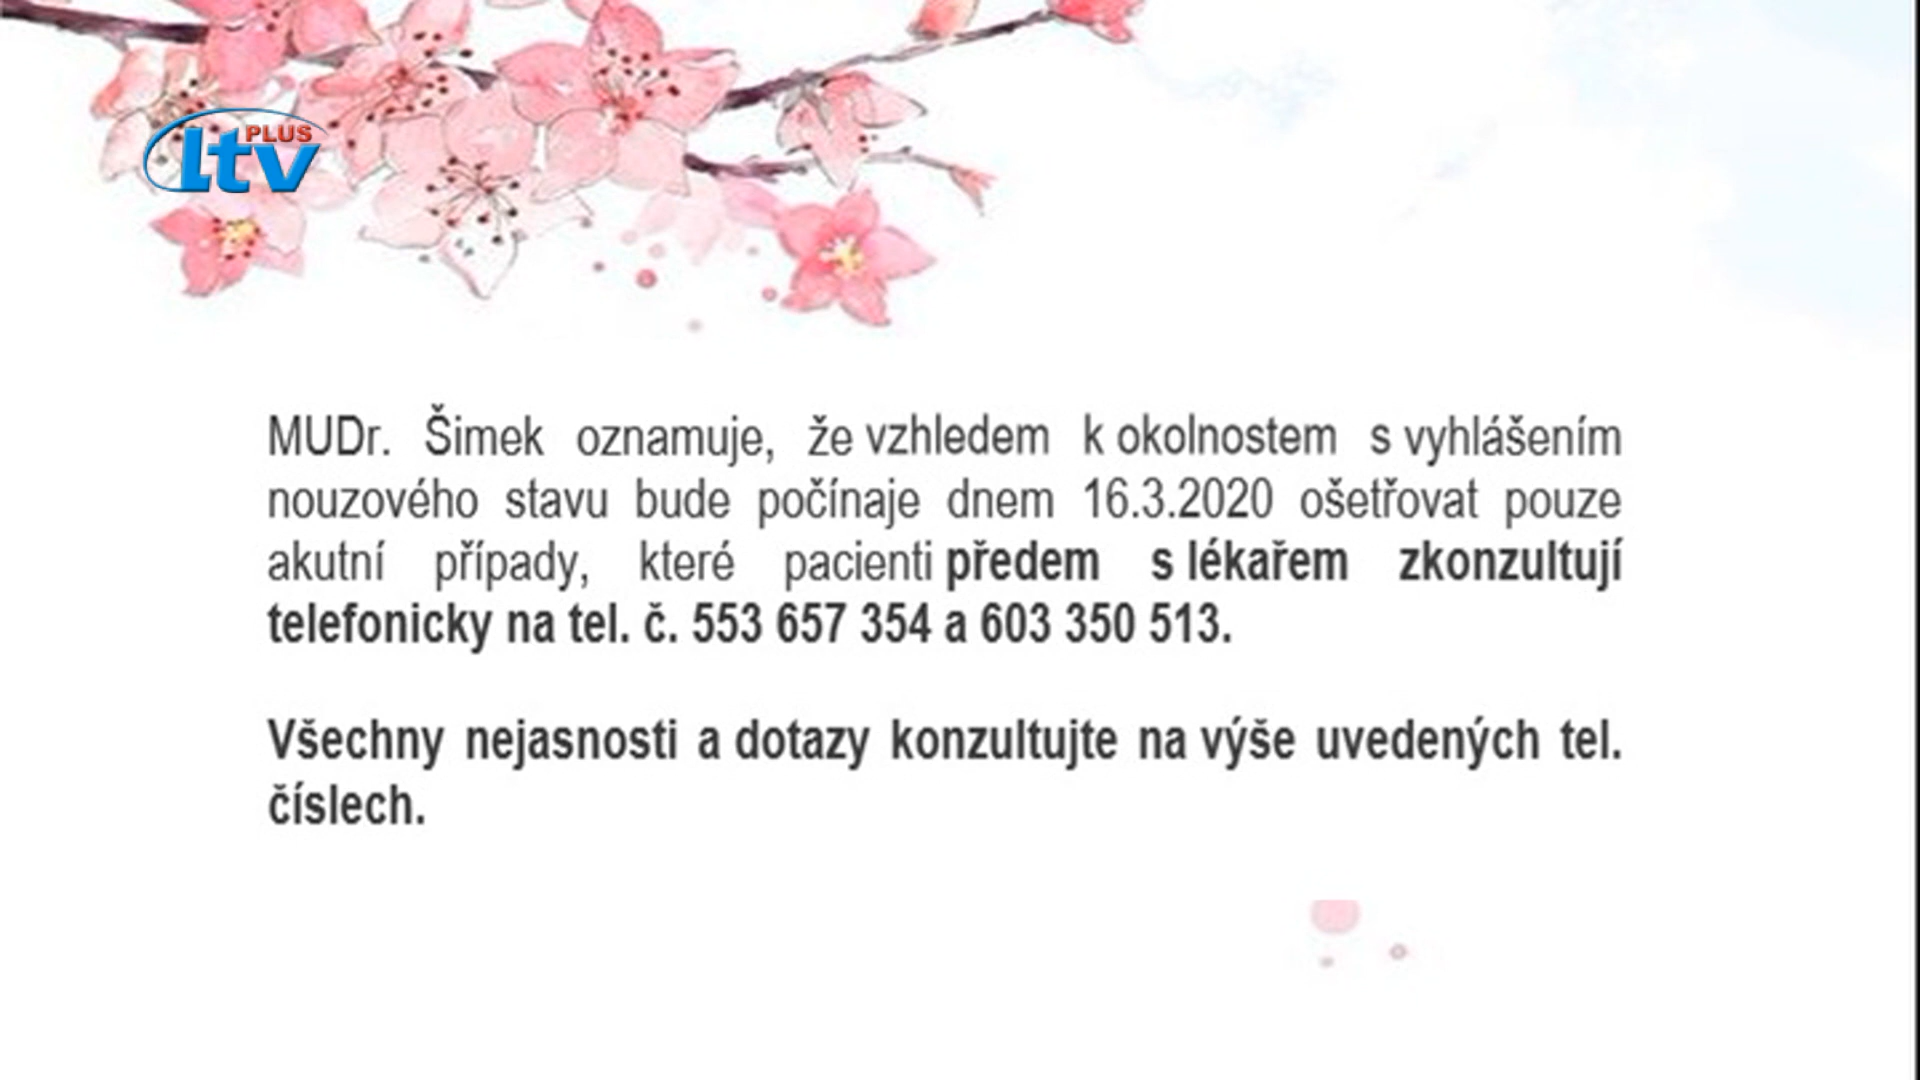 ltv PLUS
MUDr. Šimek oznamuje, že vzhledem k okolnostem s vyhlášením
nouzového stavu bude počínaje dnem 16.3.2020 ošetřovat pouze
akutní případy, které pacienti předem s lékařem zkonzultují
telefonicky na tel. č. 553 657 354 a 603 350 513.
Všechny nejasnosti a dotazy konzultujte na výše uvedených tel.
číslech.